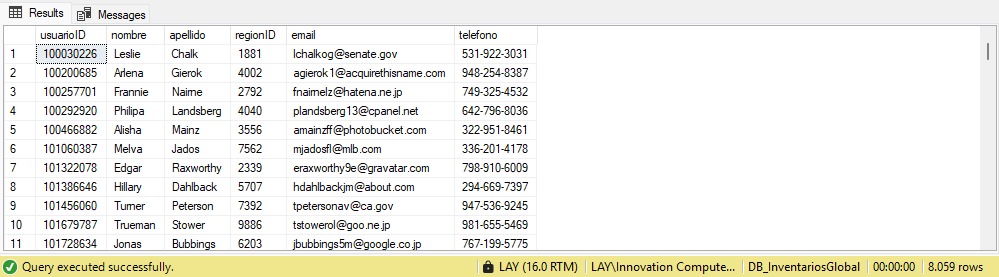 Results Messages
usuarioID nombre apellido regionID email telefono
1 100030226 Leslie Chalk 1881 lchalkog@senate.gov 531-922-3031
2 100200685 Arlena Gierok 4002 agierok1@acquirethisname.com 948-254-8387
3 100257701 Frannie Naime 2792 fnaimelz@hatena.ne.jp 749-325-4532
4 100292920 Philipa Landsberg 4040 plandsberg13@cpanel.net 642-796-8036
5 100466882 Alisha Mainz 3556 amainzff@photobucket.com 322-951-8461
6 101060387 Melva Jados 7562 mjadosfl@mlb.com 336-201-4178
7 101322078 Edgar Raxworthy 2339 eraxworthy9e@gravatar.com 798-910-6009
8 101386646 Hillary Dahlback 5707 hdahlbackjm@about.com 294-669-7397
9 101456060 Turner Peterson 7392 tpetersonav@ca.gov 947-536-9245
10 101679787 Trueman Stower 9886 tstowerol@goo.ne.jp 981-655-5469
11 101728634 Jonas Bubbings 6203 jbubbings5m@google.co.jp 767-199-5775
Query executed successfully. LAY (16.0 RTM) LAY\Innovation Compute... DB_InventariosGlobal 00:00:00 8.059 rows